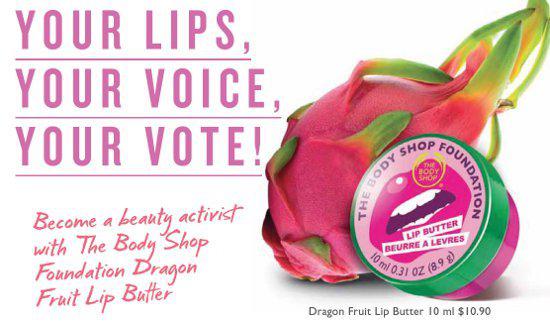 YOUR LIPS,
YOUR VOICE,
YOUR VOTE!
Become a beauty activist
with The Body Shop
Foundation Dragon
Fruit Lip Butter
THE BODY SHOP FOUNDATION
THE
BODY
SHOP
LIP BUTTER
BEURRE A LEVRES
10 ml 0.31 OZ (8.9 g)
Dragon Fruit Lip Butter 10 ml $10.90